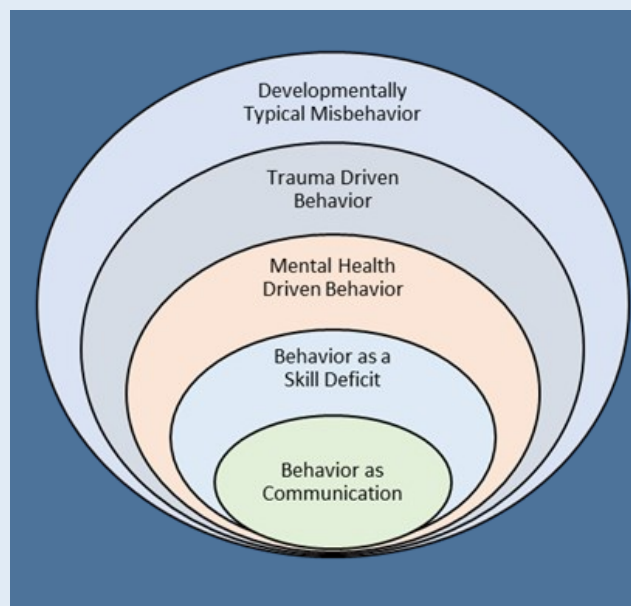 Developmentally
Typical Misbehavior
Trauma Driven
Behavior
Mental Health
Driven Behavior
Behavior as a
Skill Deficit
Behavior as
Communication